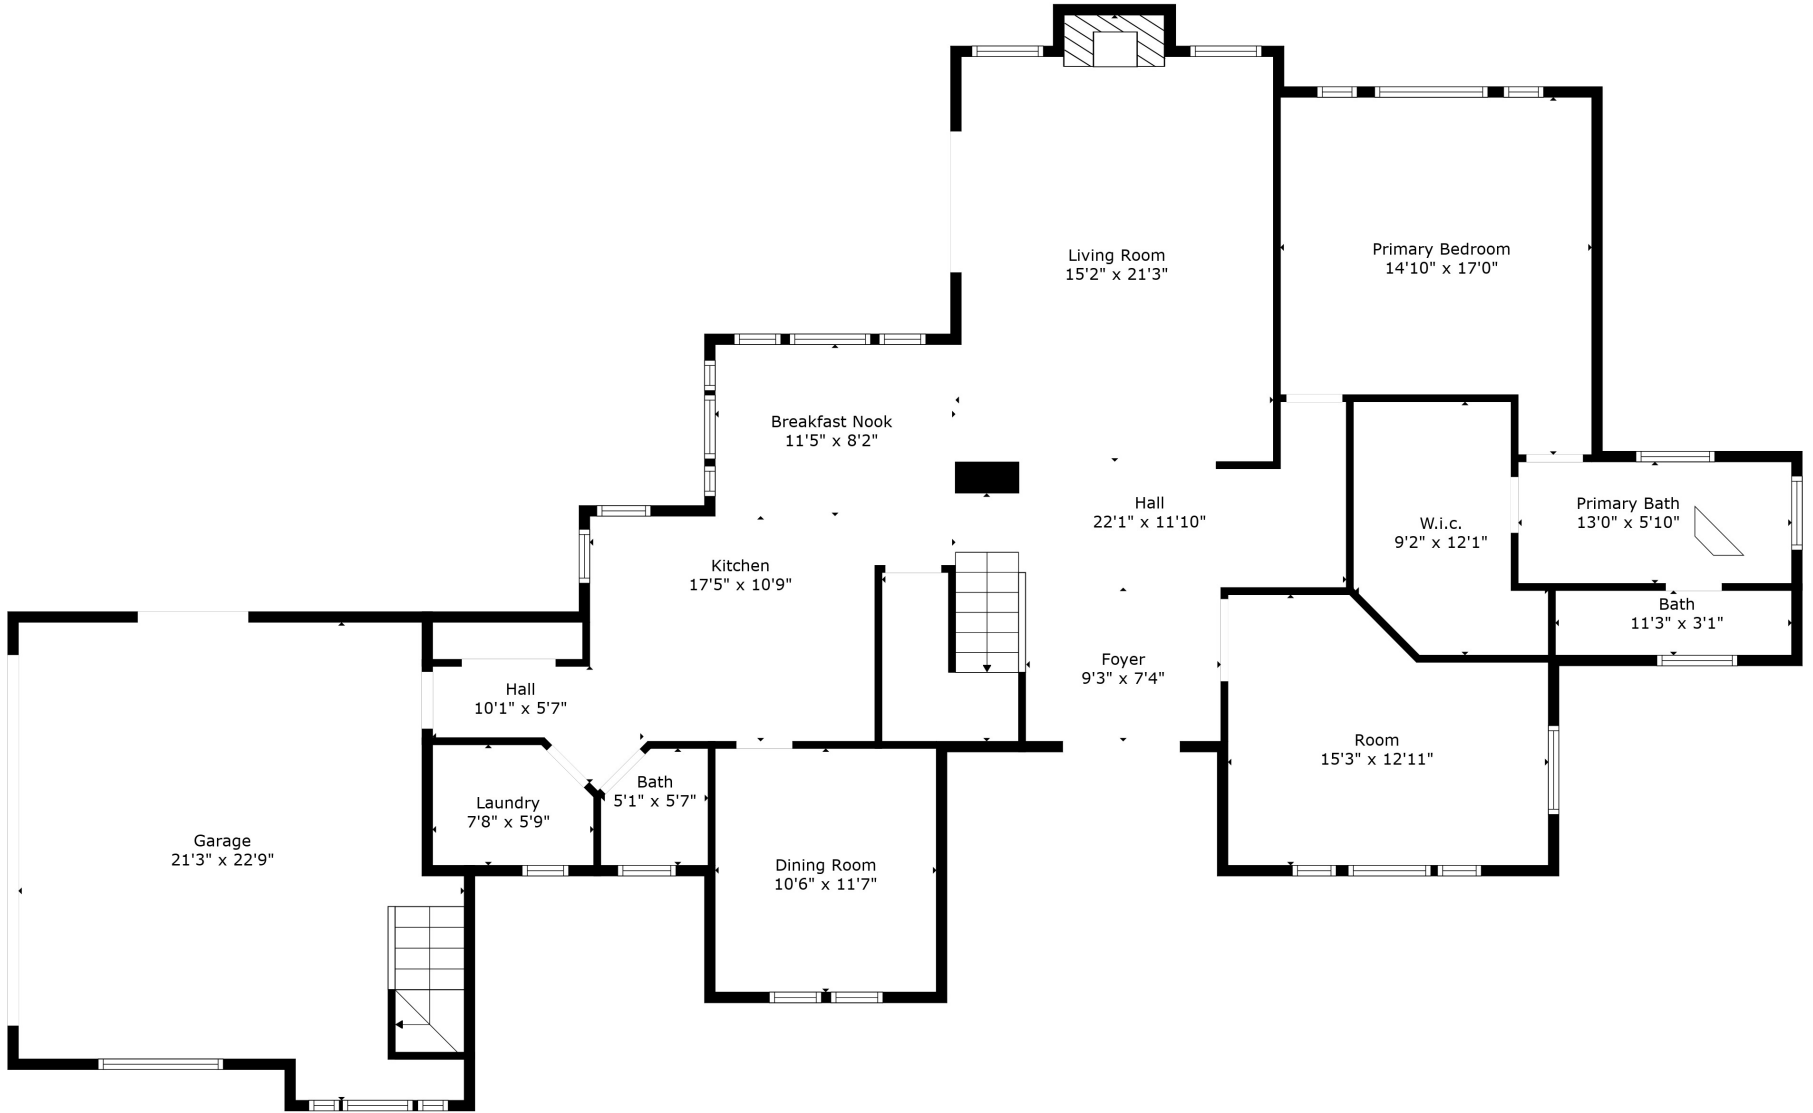 Living Room
15'2" x 21'3"
Primary Bedroom
14'10" x 17'0"
Breakfast Nook
11'5" x 8'2"
Hall
22'1" x 11'10"
W.i.c.
9'2" x 12'1"
Primary Bath
13'0" x 5'10"
Kitchen
17'5" x 10'9"
Bath
11'3" x 3'1"
Foyer
9'3" x 7'4"
Hall
10'1" x 5'7"
Room
15'3" x 12'11"
Bath
5'1" x 5'7"
Laundry
7'8" x 5'9"
Garage
21'3" x 22'9"
Dining Room
10'6" x 11'7"